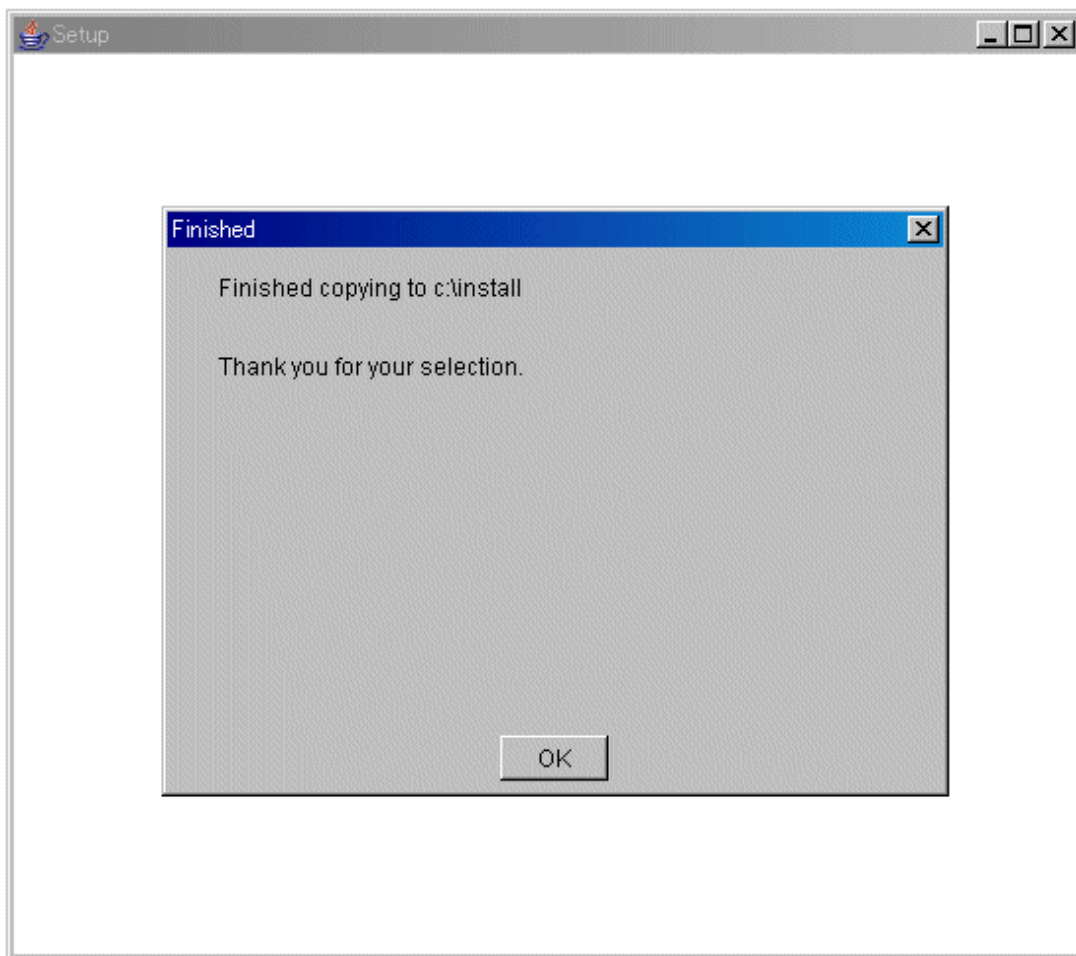 Setup
Finished
Finished copying to c:\install
Thank you for your selection.
OK